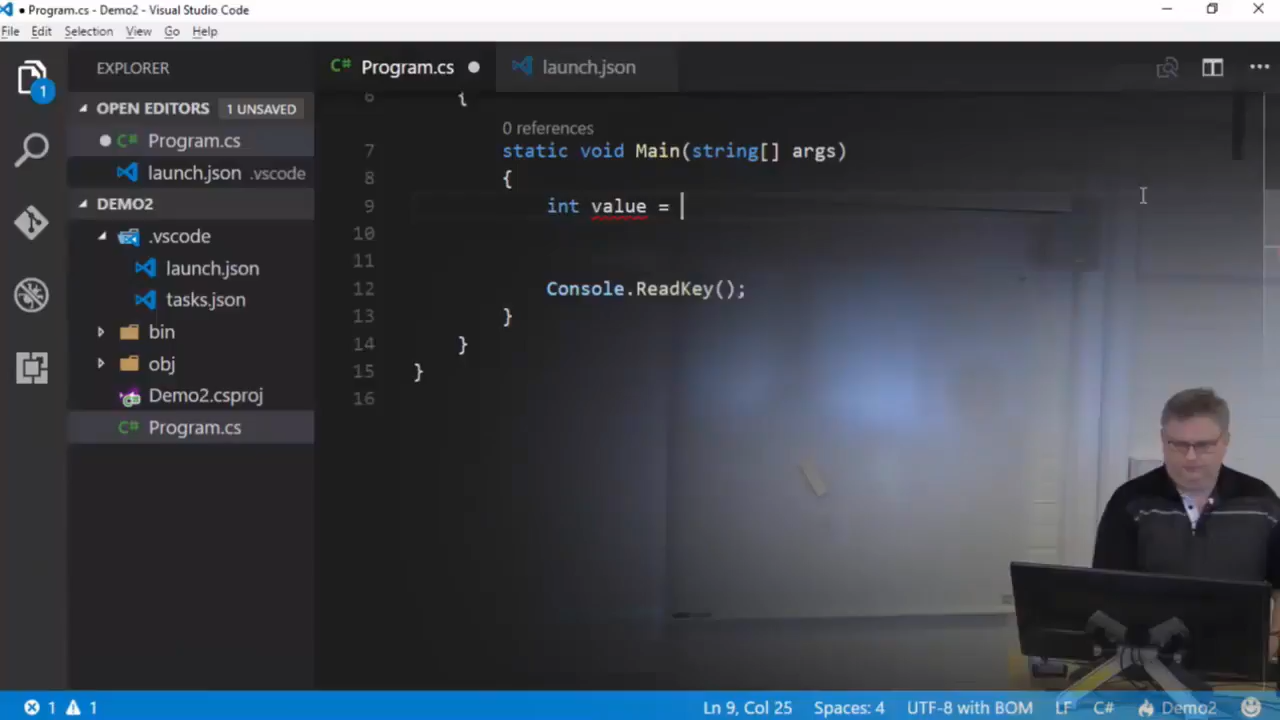 ● Program.cs - Demo2 - Visual Studio Code
File Edit Selection View Go Help
1
EXPLORER
OPEN EDITORS 1 UNSAVED
● C# Program.cs
launch.json .vscode
DEMO2
.vscode
launch.json
tasks.json
bin
obj
Demo2.csproj
C# Program.cs
C# Program.cs ●
launch.json
6 {
0 references
7 static void Main(string[] args)
8 {
9 int value =
10
11
12 Console.ReadKey();
13 }
14 }
15 }
16
1 1
Ln 9, Col 25 Spaces: 4 UTF-8 with BOM LF C# Demo2